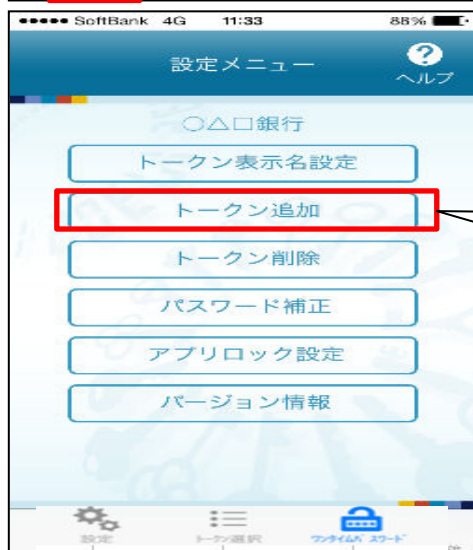 SoftBank 4G 11:33 88%
設定メニュー
?
ヘルプ
○△□銀行
トークン表示名設定
トークン追加
トークン削除
パスワード補正
アプリロック設定
バージョン情報
設定 トークン選択 ワンタイムパスワード